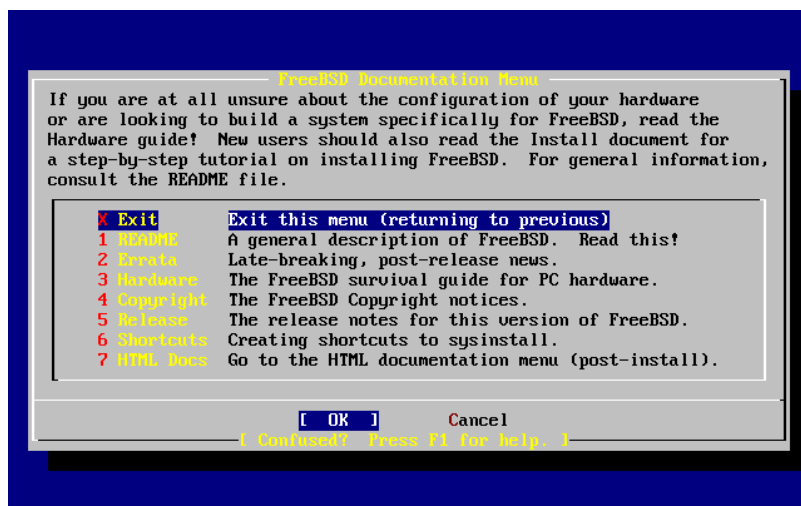 FreeBSD Documentation Menu
If you are at all unsure about the configuration of your hardware
or are looking to build a system specifically for FreeBSD, read the
Hardware guide!  New users should also read the Install document for
a step-by-step tutorial on installing FreeBSD.  For general information,
consult the README file.
X Exit Exit this menu (returning to previous)
1 README A general description of FreeBSD.  Read this!
2 Errata Late-breaking, post-release news.
3 Hardware The FreeBSD survival guide for PC hardware.
4 Copyright The FreeBSD Copyright notices.
5 Release The release notes for this version of FreeBSD.
6 Shortcuts Creating shortcuts to sysinstall.
7 HTML Docs Go to the HTML documentation menu (post-install).
[ OK ] Cancel
[ Confused? Press F1 for help. ]